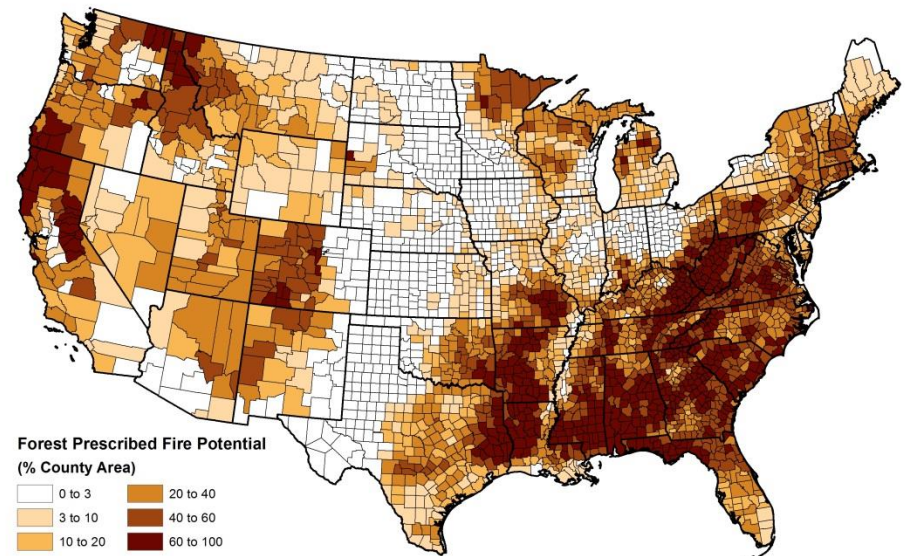 Forest Prescribed Fire Potential
(% County Area)
0 to 3
20 to 40
3 to 10
40 to 60
10 to 20
60 to 100